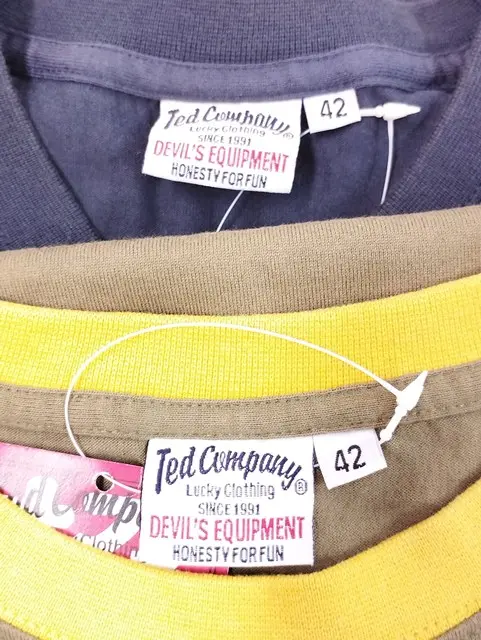 Ted Company
42
Lucky Clothing ®
SINCE 1991
DEVIL'S EQUIPMENT
HONESTY FOR FUN
Ted Company
42
Lucky Clothing ®
SINCE 1991
DEVIL'S EQUIPMENT
HONESTY FOR FUN
Clothing